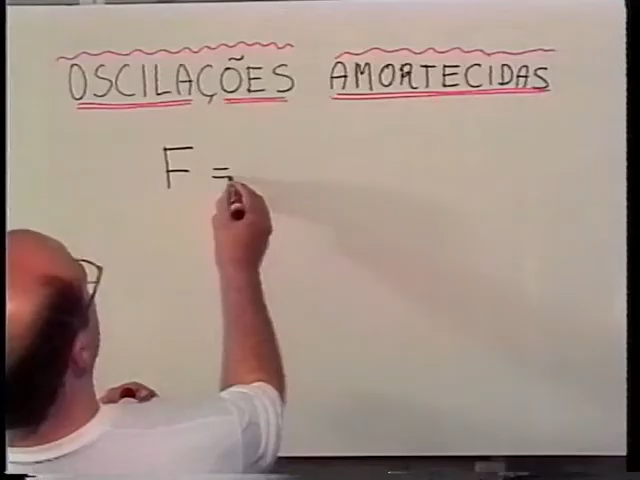 OSCILAÇÕES AMORTECIDAS
F =